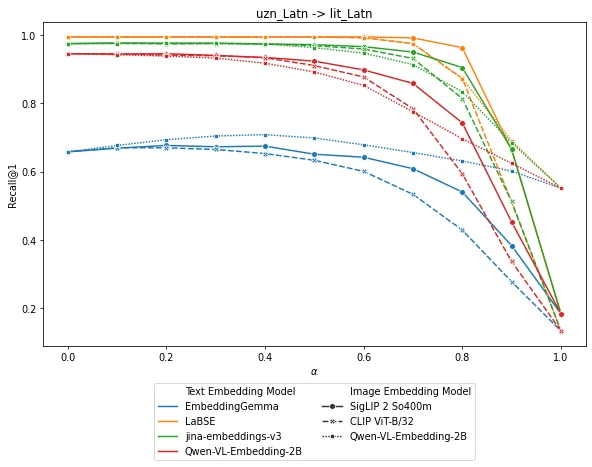 uzn_Latn -> lit_Latn
1.0
0.8
0.6
0.4
0.2
Recall@1
0.0 0.2 0.4 0.6 0.8 1.0
α
Text Embedding Model Image Embedding Model
EmbeddingGemma SigLIP 2 So400m
LaBSE CLIP ViT-B/32
jina-embeddings-v3 Qwen-VL-Embedding-2B
Qwen-VL-Embedding-2B